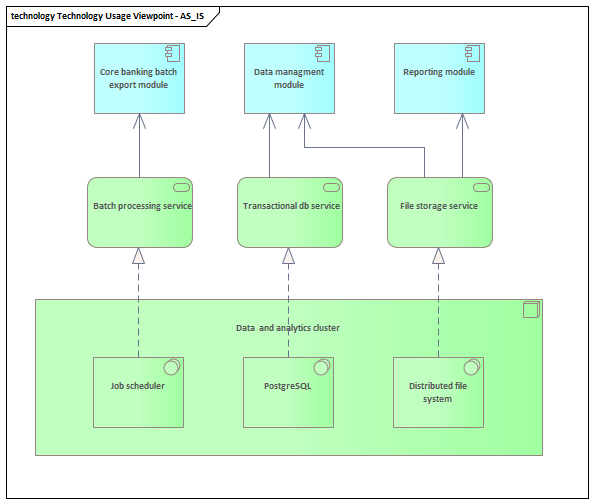 technology Technology Usage Viewpoint - AS_IS
Core banking batch
export module
Data managment
module
Reporting module
Batch processing service
Transactional db service
File storage service
Data  and analytics cluster
Job scheduler
PostgreSQL
Distributed file
system